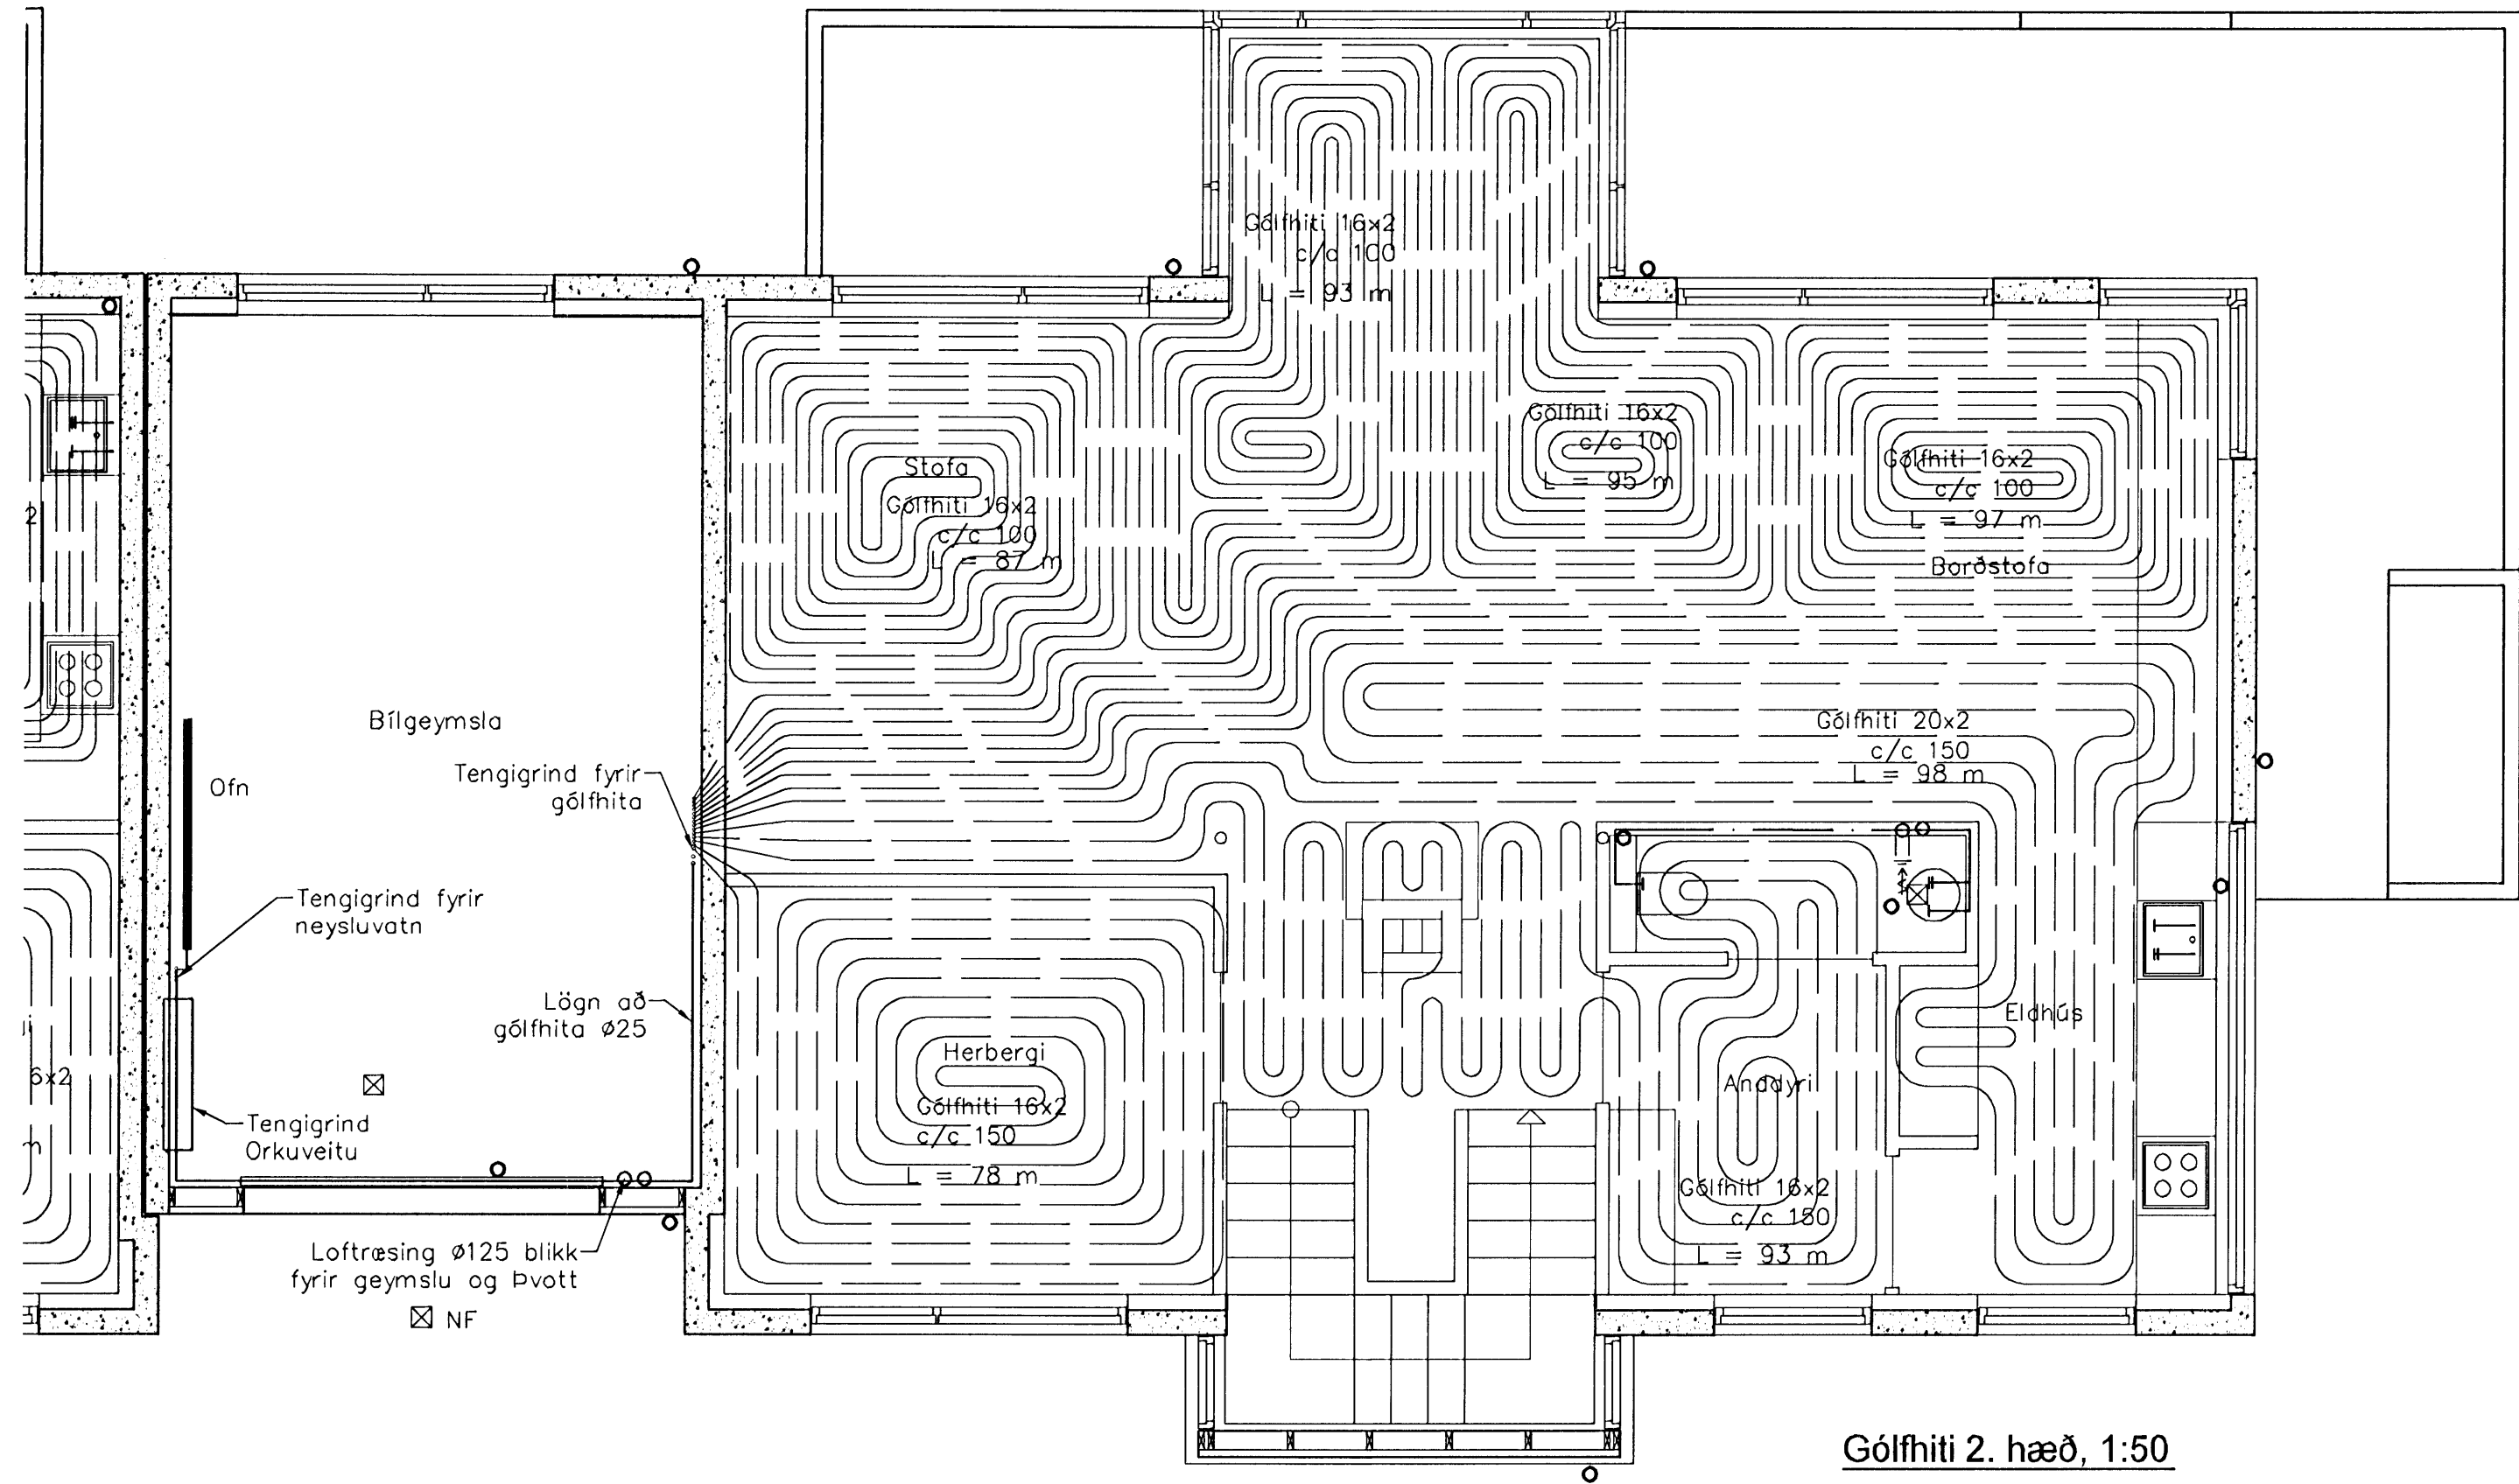 Gólfhiti 16x2
c/c 100
L = 93 m
Gólfhiti 16x2
c/c 100
L = 95 m
Gólfhiti 16x2
c/c 100
L = 97 m
Borðstofa
Stofa
Gólfhiti 16x2
c/c 100
L = 87 m
2
Bílgeymsla
Ofn
Tengigrind fyrir
gólfhita
Gólfhiti 20x2
c/c 150
L = 98 m
Tengigrind fyrir
neysluvatn
Lögn að
gólfhita ø25
Eldhús
Herbergi
Gólfhiti 16x2
c/c 150
L = 78 m
6x2
m
Anddyri
Gólfhiti 16x2
c/c 150
L = 93 m
Tengigrind
Orkuveitu
Loftræsing ø125 blikk
fyrir geymslu og Þvott
NF
Gólfhiti 2. hæð, 1:50